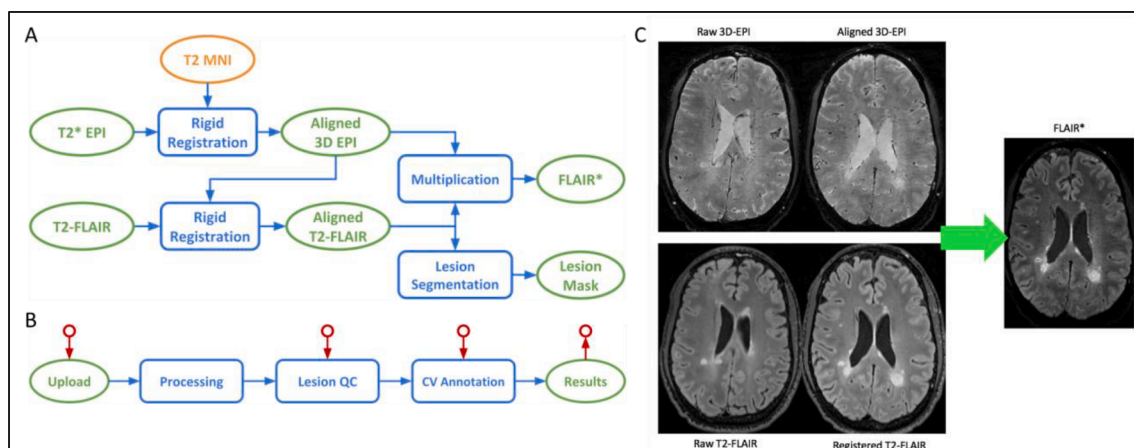 A
T2 MNI
T2* EPI
Rigid
Registration
Aligned
3D EPI
Multiplication
FLAIR*
T2-FLAIR
Rigid
Registration
Aligned
T2-FLAIR
Lesion
Segmentation
Lesion
Mask
B
Upload
Processing
Lesion QC
CV Annotation
Results
C
Raw 3D-EPI
Aligned 3D-EPI
FLAIR*
Raw T2-FLAIR
Registered T2-FLAIR